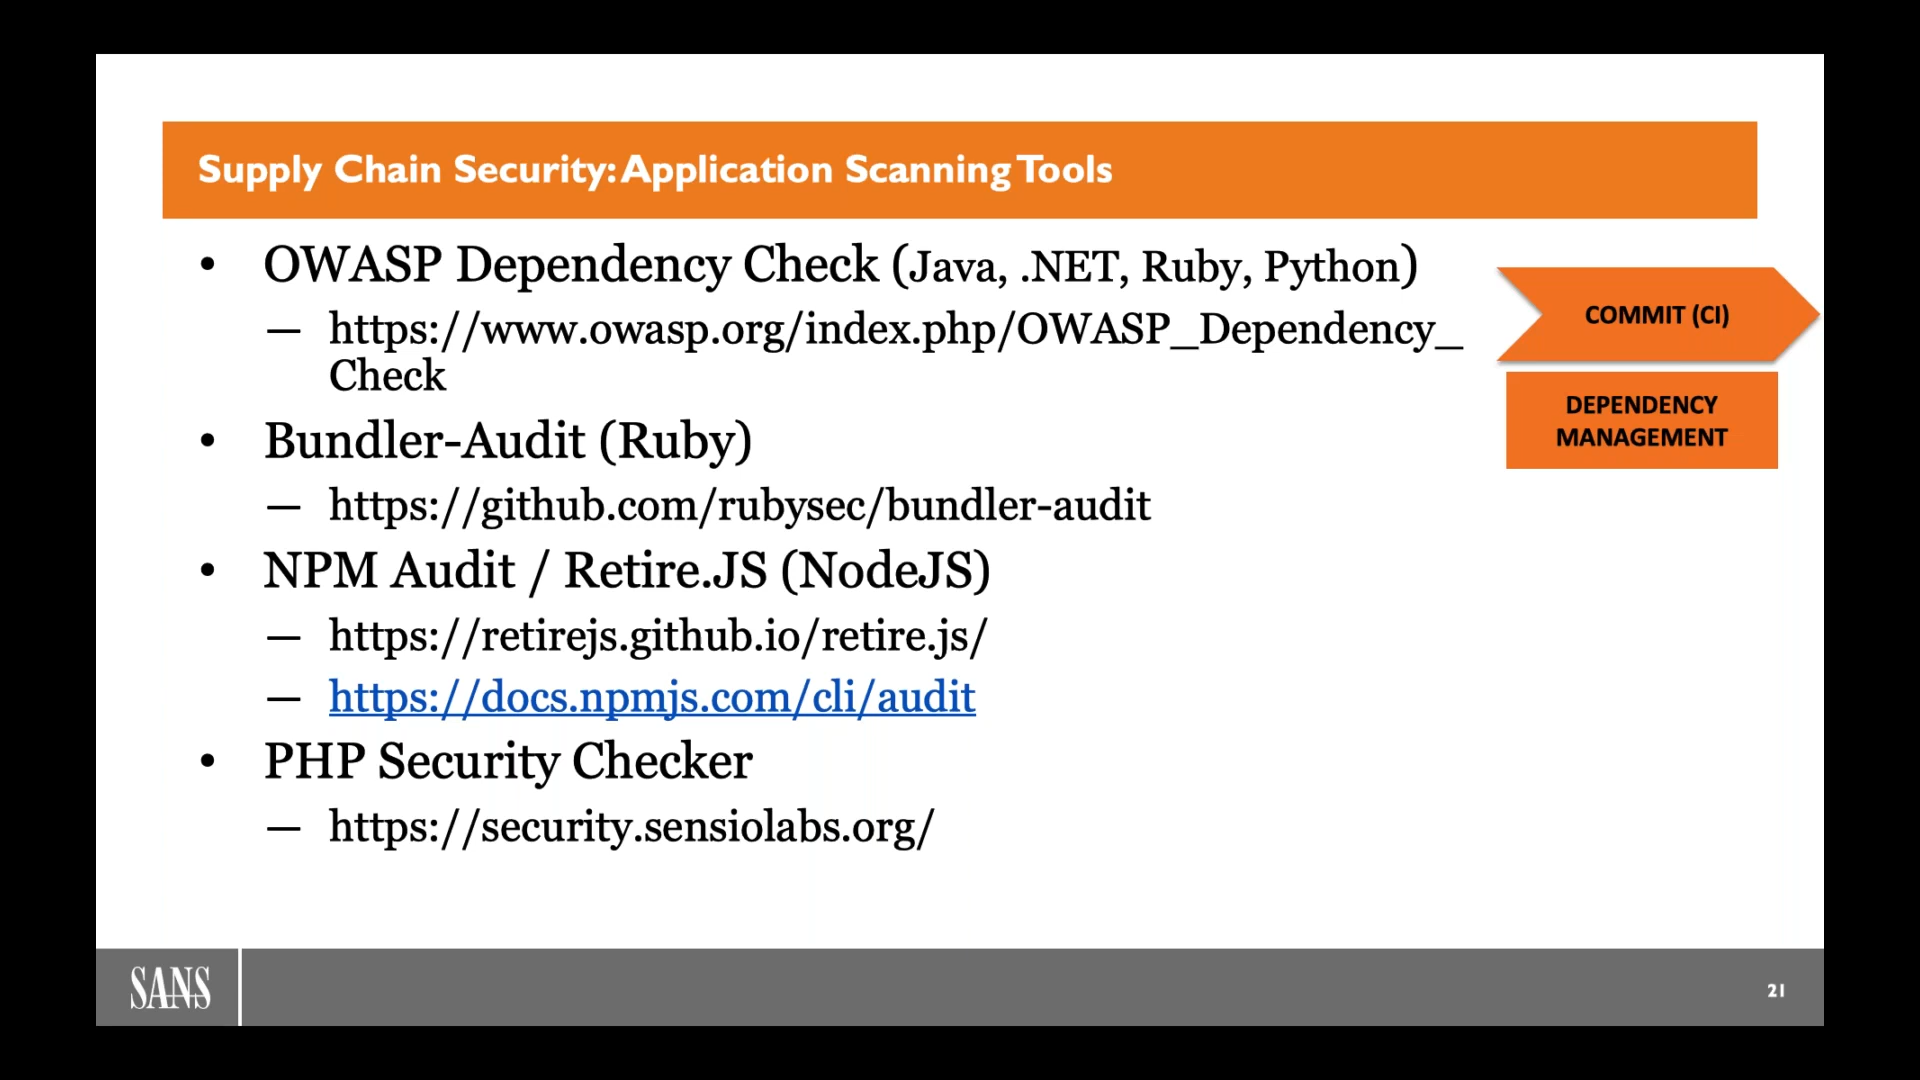 Supply Chain Security: Application Scanning Tools
• OWASP Dependency Check (Java, .NET, Ruby, Python)
— https://www.owasp.org/index.php/OWASP_Dependency_
Check
• Bundler-Audit (Ruby)
— https://github.com/rubysec/bundler-audit
• NPM Audit / Retire.JS (NodeJS)
— https://retirejs.github.io/retire.js/
— https://docs.npmjs.com/cli/audit
• PHP Security Checker
— https://security.sensiolabs.org/
COMMIT (CI)
DEPENDENCY
MANAGEMENT
SANS
21